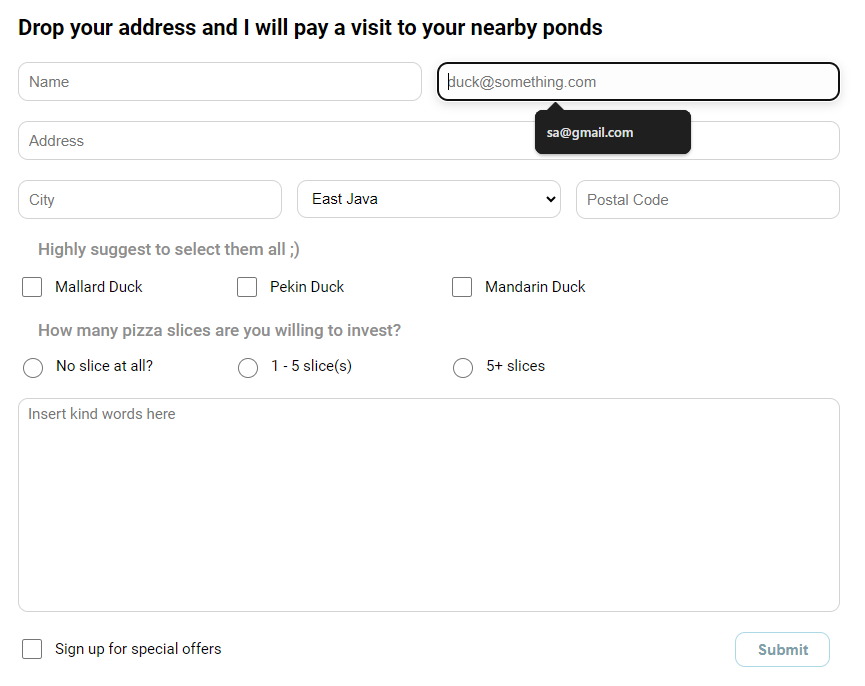 Drop your address and I will pay a visit to your nearby ponds
Name
duck@something.com
sa@gmail.com
Address
City
East Java
Postal Code
Highly suggest to select them all ;)
Mallard Duck
Pekin Duck
Mandarin Duck
How many pizza slices are you willing to invest?
No slice at all?
1 - 5 slice(s)
5+ slices
Insert kind words here
Sign up for special offers
Submit